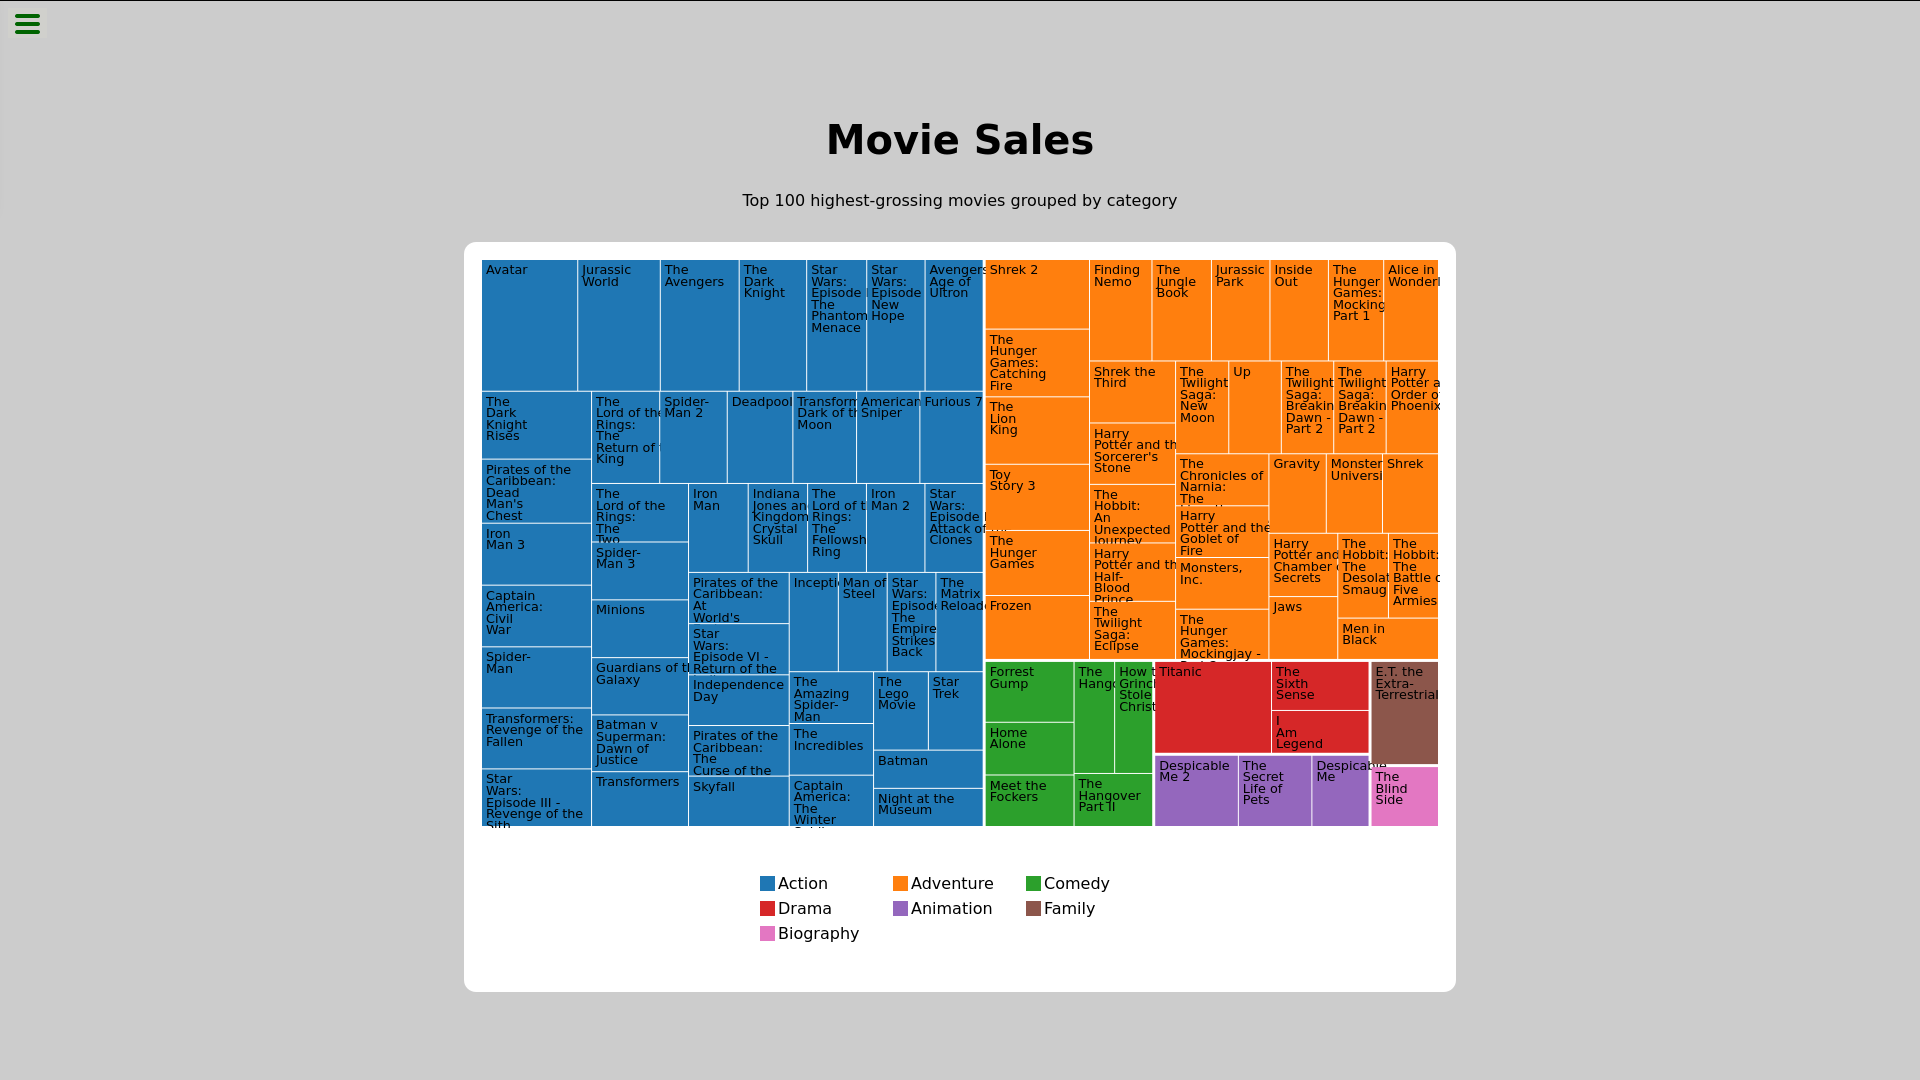 Movie Sales
Top 100 highest-grossing movies grouped by category
Avatar
Jurassic
World
The
Avengers
The
Dark
Knight
Star
Wars:
Episode
The
Phantom
Menace
Star
Wars:
Episode
New
Hope
Avengers
Age of
Ultron
The
Dark
Knight
Rises
Pirates of the
Caribbean:
Dead
Man's
Chest
Iron
Man 3
Captain
America:
Civil
War
Spider-
Man
Transformers:
Revenge of the
Fallen
Star
Wars:
Episode III -
Revenge of the
Sith
The
Lord of the
Rings:
The
Return of
King
Spider-
Man 2
Deadpool
Transform
Dark of th
Moon
American
Sniper
Furious 7
The
Lord of the
Rings:
The
Two
Spider-
Man 3
Minions
Guardians of t
Galaxy
Batman v
Superman:
Dawn of
Justice
Transformers
Iron
Man
Indiana
Jones an
Kingdom
Crystal
Skull
The
Lord of t
Rings:
The
Fellowsh
Ring
Iron
Man 2
Star
Wars:
Episode
Attack of
Clones
Pirates of the
Caribbean:
At
World's
Star
Wars:
Episode VI -
Return of the
Independence
Day
Pirates of the
Caribbean:
The
Curse of the
Skyfall
Incepti
Man of
Steel
Star
Wars:
Episode
The
Empire
Strikes
Back
The
Matrix
Reload
The
Amazing
Spider-
Man
The
Incredibles
Captain
America:
The
Winter
The
Lego
Movie
Star
Trek
Batman
Night at the
Museum
Shrek 2
The
Hunger
Games:
Catching
Fire
The
Lion
King
Toy
Story 3
The
Hunger
Games
Frozen
Finding
Nemo
The
Jungle
Book
Jurassic
Park
Inside
Out
The
Hunger
Games:
Mocking
Part 1
Alice in
Wonderl
Shrek the
Third
Harry
Potter and th
Sorcerer's
Stone
The
Hobbit:
An
Unexpected
Journey
Harry
Potter and th
Half-
Blood
Prince
The
Twilight
Saga:
Eclipse
The
Twilight
Saga:
New
Moon
Up
The
Twilight
Saga:
Breakin
Dawn -
Part 2
The
Twilight
Saga:
Breakin
Dawn -
Part 2
Harry
Potter a
Order o
Phoenix
The
Chronicles of
Narnia:
The
Harry
Potter and the
Goblet of
Fire
Monsters,
Inc.
The
Hunger
Games:
Mockingjay -
Gravity
Monster
Universi
Shrek
Harry
Potter and
Chamber
Secrets
Jaws
The
Hobbit:
The
Desolat
Smaug
The
Hobbit:
The
Battle o
Five
Armies
Men in
Black
Forrest
Gump
Home
Alone
Meet the
Fockers
The
Hango
How t
Grinc
Stole
Christ
The
Hangover
Part II
Titanic
The
Sixth
Sense
I
Am
Legend
Despicable
Me 2
The
Secret
Life of
Pets
Despicable
Me
E.T. the
Extra-
Terrestrial
The
Blind
Side
Action
Adventure
Comedy
Drama
Animation
Family
Biography